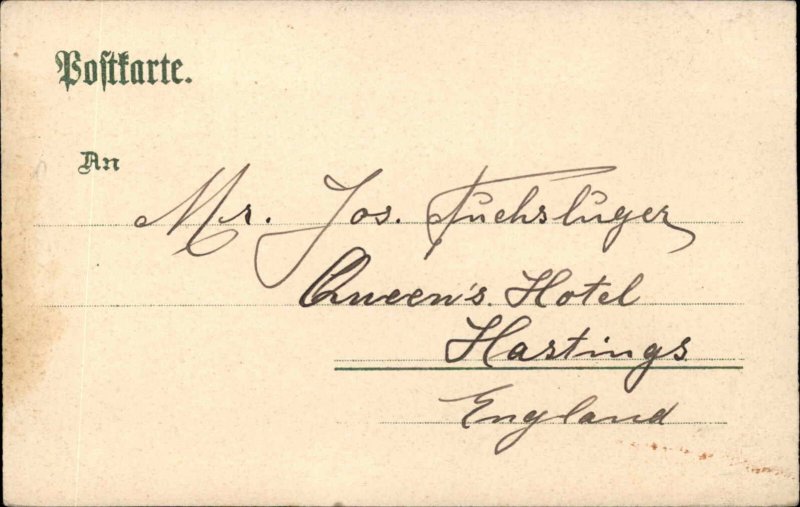 Postkarte.
An
Mr. Jos. Fuchsluger
Queen's Hotel
Hastings
England